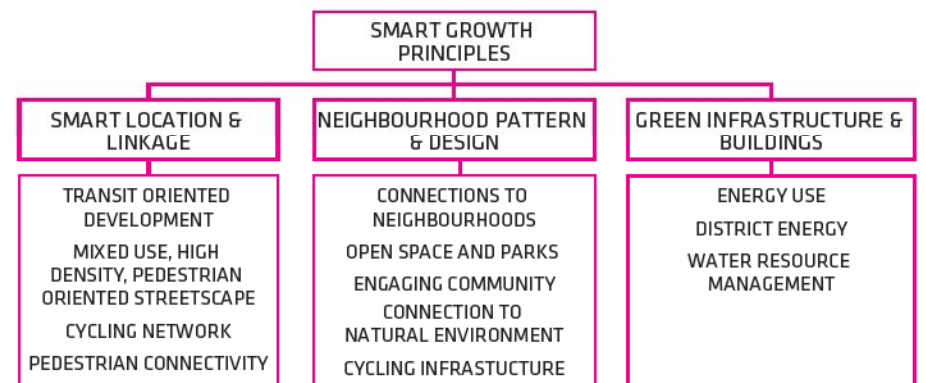 SMART GROWTH
PRINCIPLES
SMART LOCATION &
LINKAGE
TRANSIT ORIENTED
DEVELOPMENT
MIXED USE, HIGH
DENSITY, PEDESTRIAN
ORIENTED STREETSCAPE
CYCLING NETWORK
PEDESTRIAN CONNECTIVITY
NEIGHBOURHOOD PATTERN
& DESIGN
CONNECTIONS TO
NEIGHBOURHOODS
OPEN SPACE AND PARKS
ENGAGING COMMUNITY
CONNECTION TO
NATURAL ENVIRONMENT
CYCLING INFRASTUCTURE
GREEN INFRASTRUCTURE &
BUILDINGS
ENERGY USE
DISTRICT ENERGY
WATER RESOURCE
MANAGEMENT